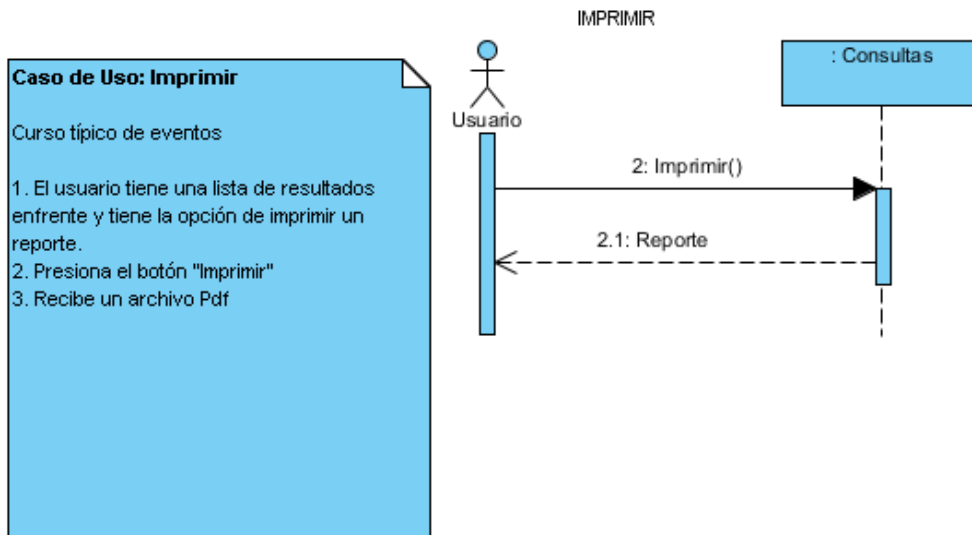 IMPRIMIR
Caso de Uso: Imprimir
Curso típico de eventos
1. El usuario tiene una lista de resultados
enfrente y tiene la opción de imprimir un
reporte.
2. Presiona el botón "Imprimir"
3. Recibe un archivo Pdf
Usuario
: Consultas
2: Imprimir()
2.1: Reporte